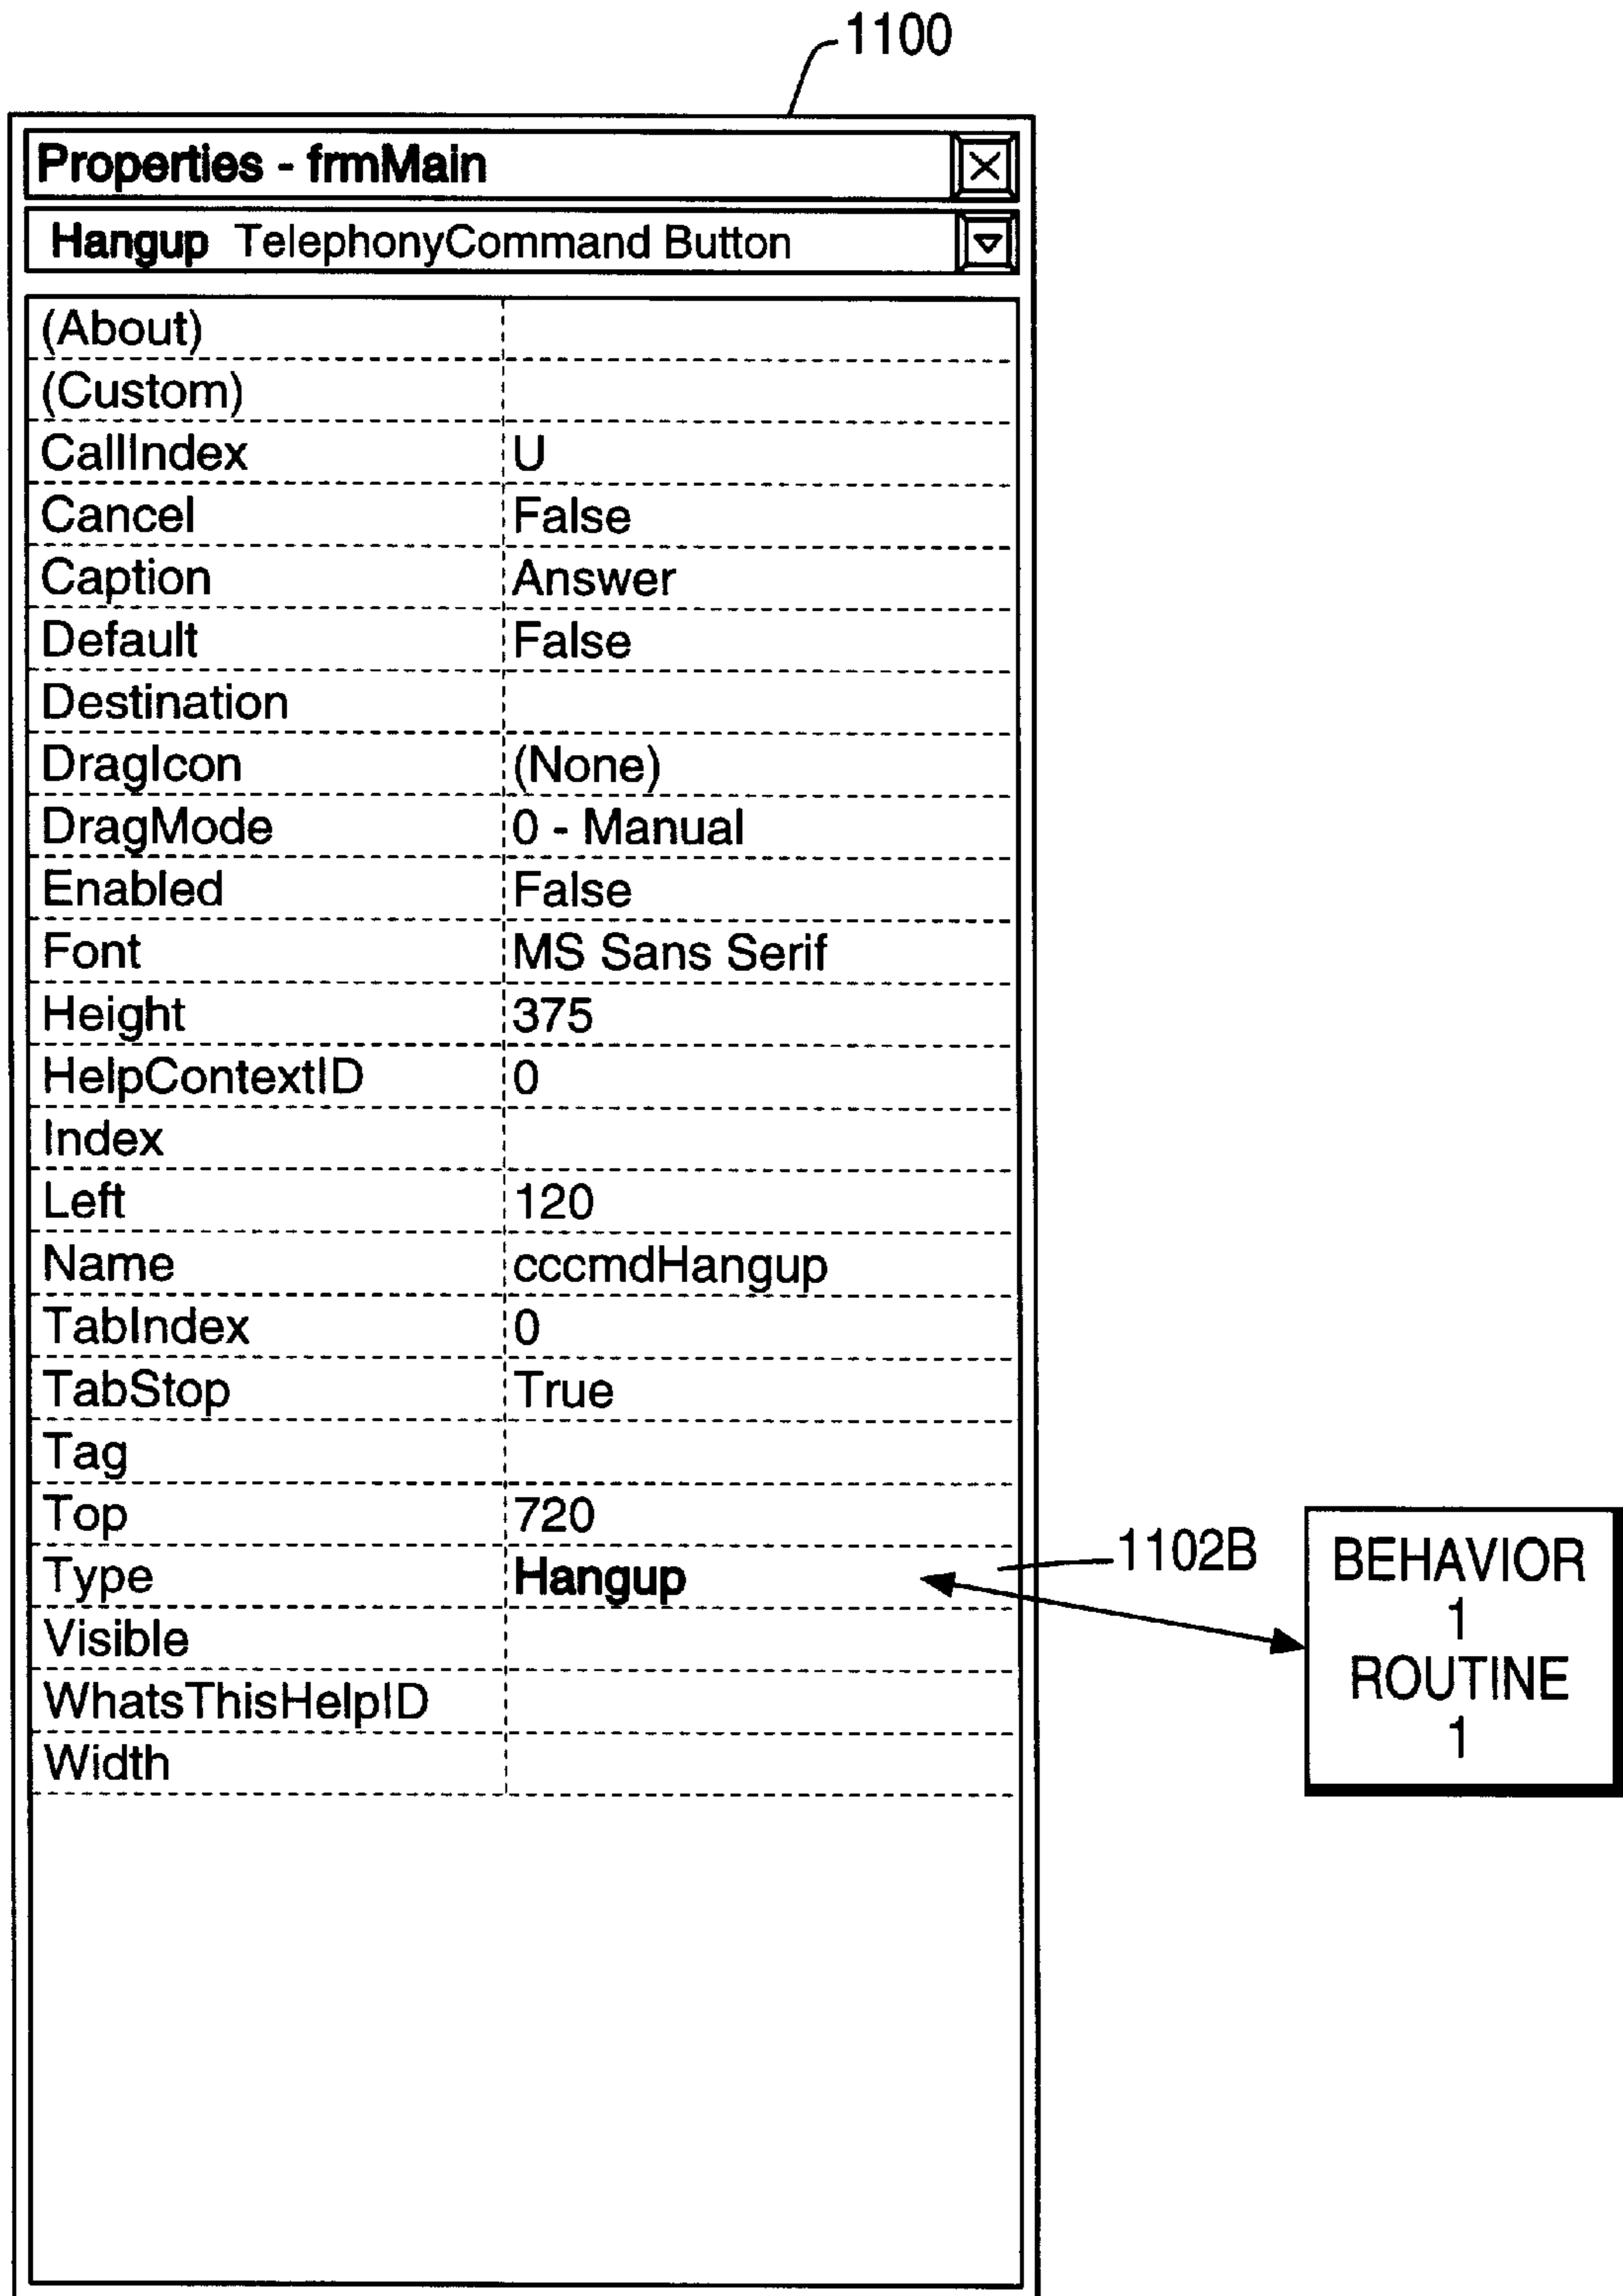 1100
Properties - frmMain
Hangup TelephonyCommand Button
(About)
(Custom)
CallIndex U
Cancel False
Caption Answer
Default False
Destination
DragIcon (None)
DragMode 0 - Manual
Enabled False
Font MS Sans Serif
Height 375
HelpContextID 0
Index
Left 120
Name cccmdHangup
TabIndex 0
TabStop True
Tag
Top 720
Type Hangup
Visible
WhatsThisHelpID
Width
1102B
BEHAVIOR
1
ROUTINE
1